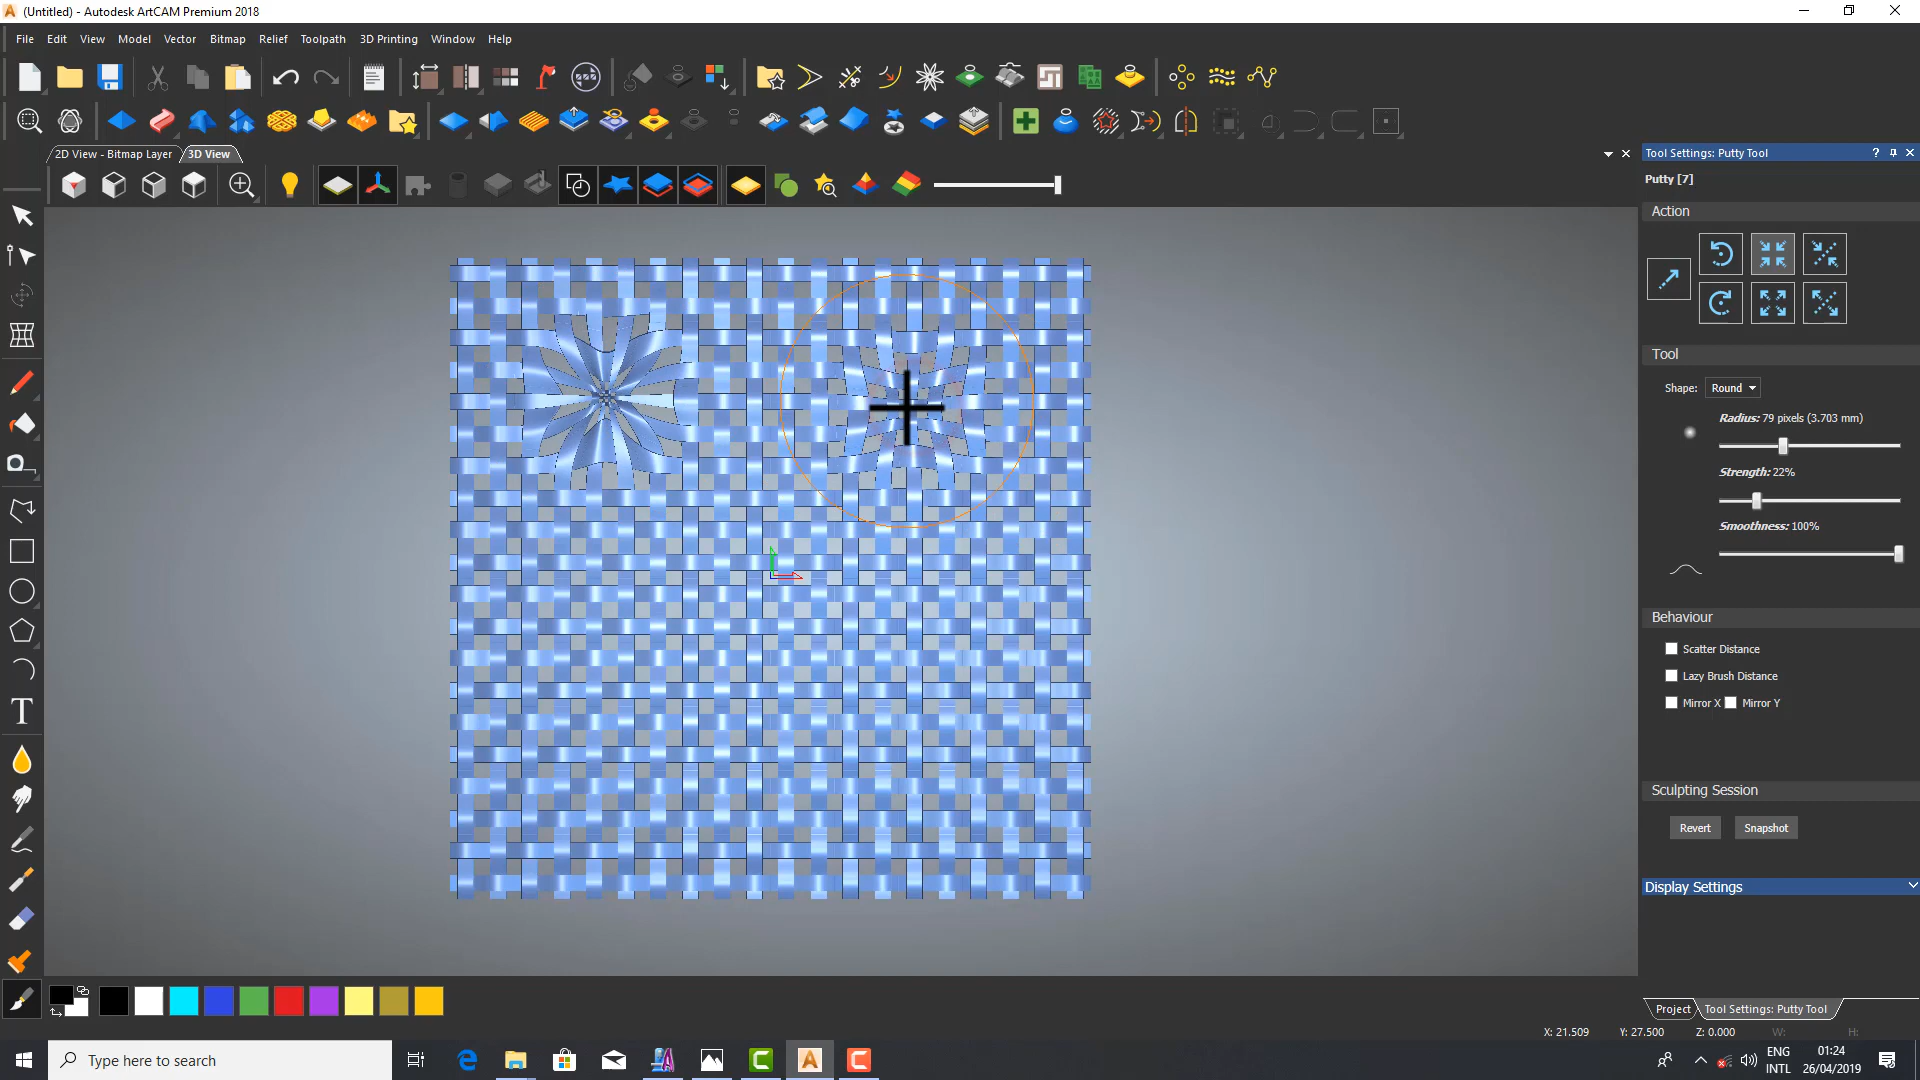 (Untitled) - Autodesk ArtCAM Premium 2018
File Edit View Model Vector Bitmap Relief Toolpath 3D Printing Window Help
2D View - Bitmap Layer 3D View
Tool Settings: Putty Tool
Putty [7]
Action
Tool
Shape: Round
Radius: 79 pixels (3.703 mm)
Strength: 22%
Smoothness: 100%
Behaviour
Scatter Distance
Lazy Brush Distance
Mirror X Mirror Y
Sculpting Session
Revert Snapshot
Display Settings
Project Tool Settings: Putty Tool
X: 21.509 Y: 27.500 Z: 0.000 W: H:
Type here to search
ENG
INTL
01:24
26/04/2019